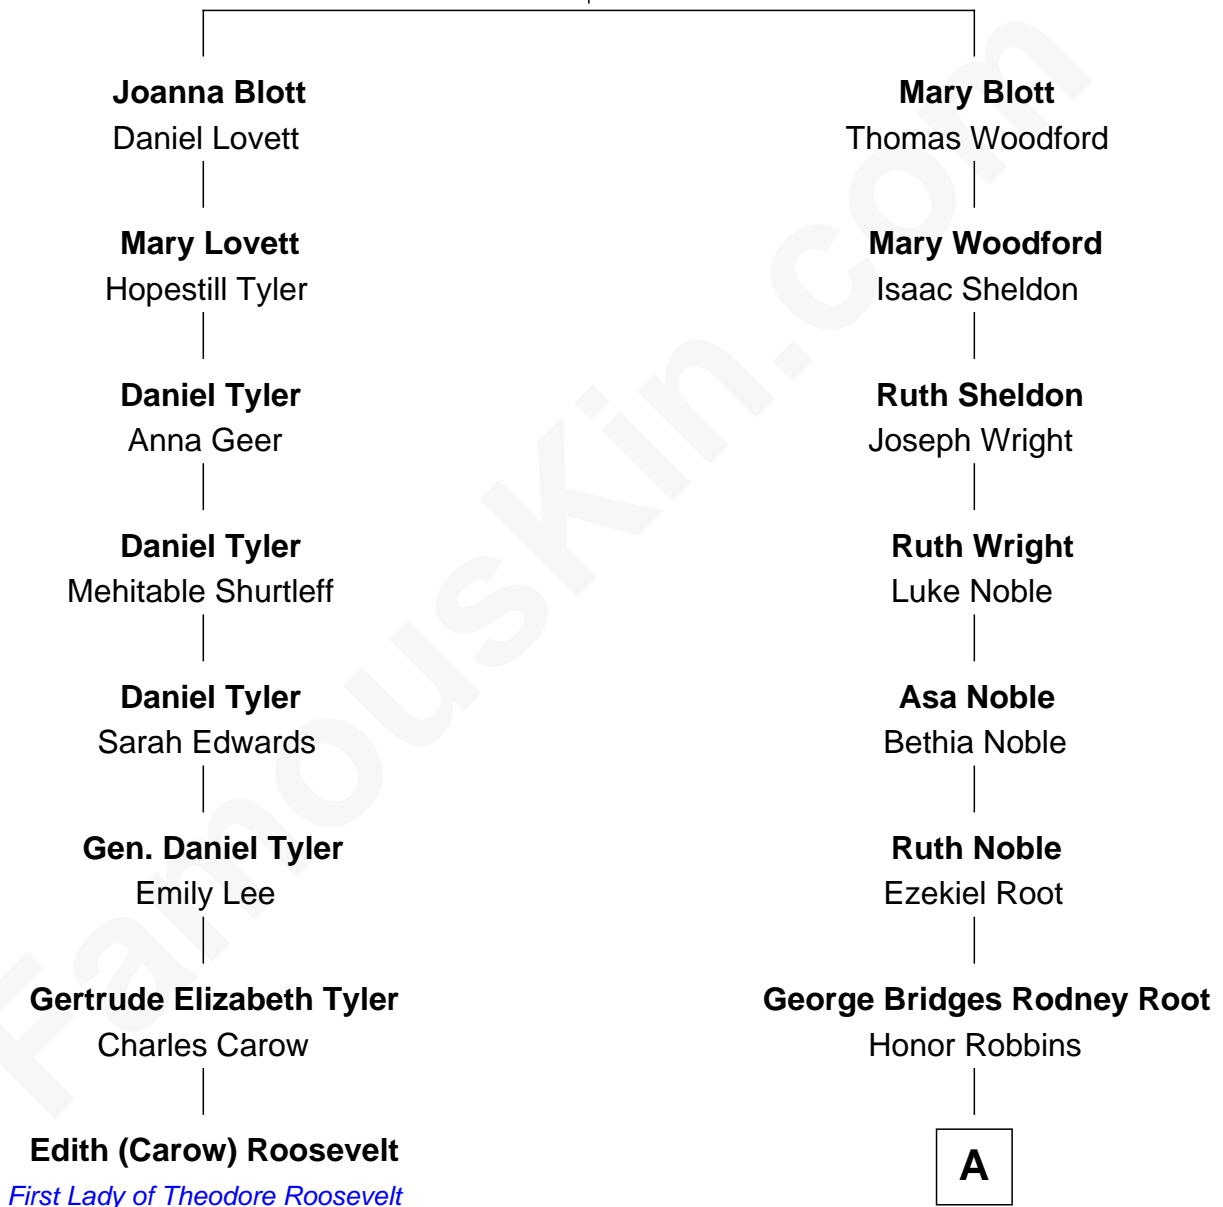 Joanna Blott
Daniel Lovett
Mary Lovett
Hopestill Tyler
Daniel Tyler
Anna Geer
Daniel Tyler
Mehitable Shurtleff
Daniel Tyler
Sarah Edwards
Gen. Daniel Tyler
Emily Lee
Gertrude Elizabeth Tyler
Charles Carow
Edith (Carow) Roosevelt
First Lady of Theodore Roosevelt
Mary Blott
Thomas Woodford
Mary Woodford
Isaac Sheldon
Ruth Sheldon
Joseph Wright
Ruth Wright
Luke Noble
Asa Noble
Bethia Noble
Ruth Noble
Ezekiel Root
George Bridges Rodney Root
Honor Robbins
A
FamousKin.com